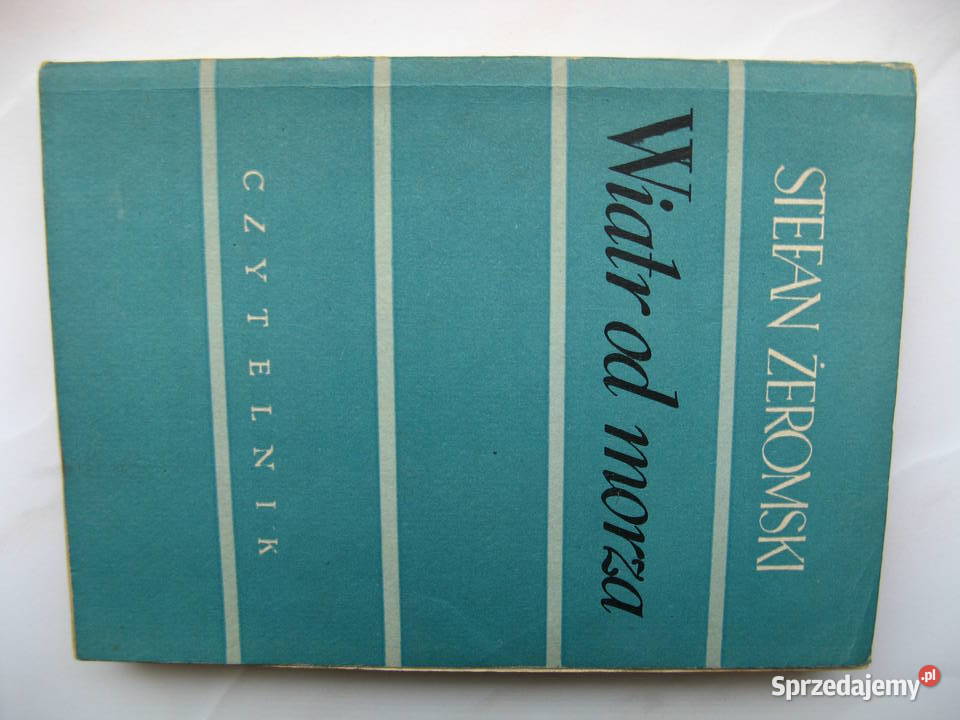 STEFAN ŻEROMSKI
Wiatr od morza
CZYTELNIK
Sprzedajemy.pl